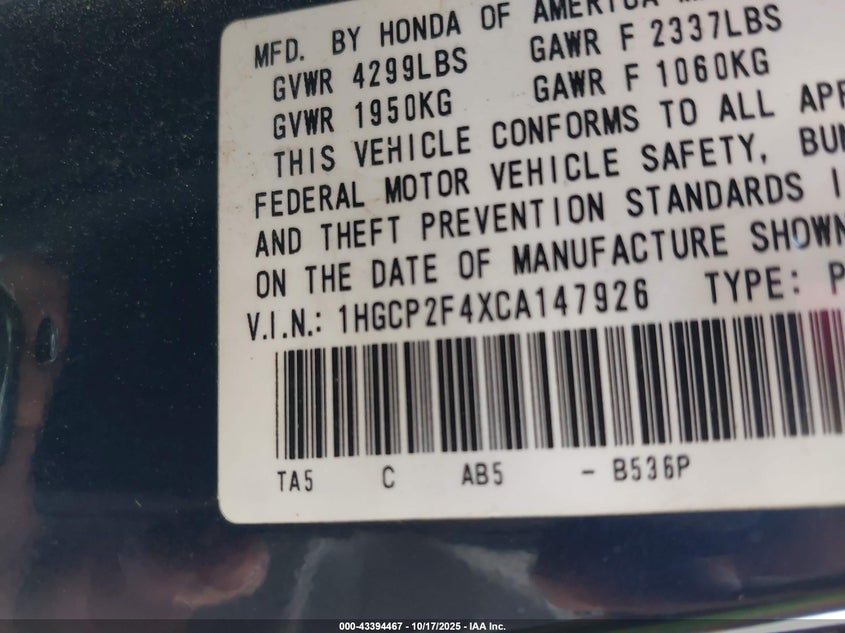 MFD. BY HONDA OF AMERICA
GVWR 4299LBS GAWR F 2337LBS
GVWR 1950KG GAWR F 1060KG
THIS VEHICLE CONFORMS TO ALL
FEDERAL MOTOR VEHICLE SAFETY,
AND THEFT PREVENTION STANDARDS
ON THE DATE OF MANUFACTURE SHOWN
V.I.N.: 1HGCP2F4XCA147926 TYPE: P
TA5 C AB5 - B536P
000-43394467 - 10/17/2025 - IAA Inc.